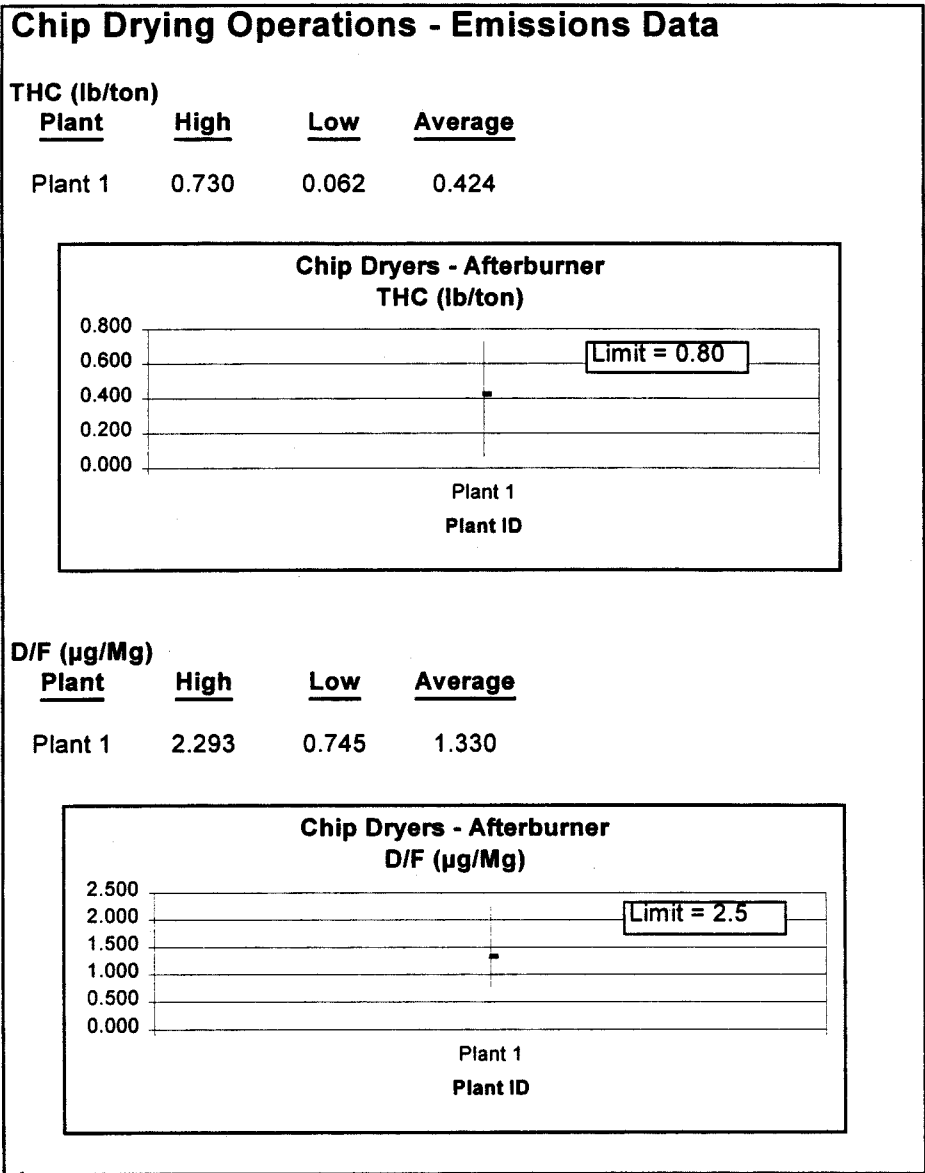 Chip Drying Operations - Emissions Data
THC (lb/ton)
Plant High Low Average
Plant 1 0.730 0.062 0.424
Chip Dryers - Afterburner
THC (lb/ton)
0.800
Limit = 0.80
0.600
0.400
0.200
0.000
Plant 1
Plant ID
D/F (µg/Mg)
Plant High Low Average
Plant 1 2.293 0.745 1.330
Chip Dryers - Afterburner
D/F (µg/Mg)
2.500
Limit = 2.5
2.000
1.500
1.000
0.500
0.000
Plant 1
Plant ID